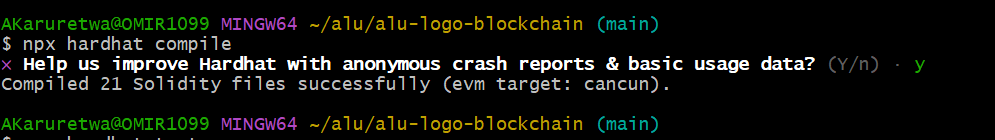 AKaruretwa@OMIR1099 MINGW64 ~/alu/alu-logo-blockchain (main)
$ npx hardhat compile
× Help us improve Hardhat with anonymous crash reports & basic usage data? (Y/n) · y
Compiled 21 Solidity files successfully (evm target: cancun).
AKaruretwa@OMIR1099 MINGW64 ~/alu/alu-logo-blockchain (main)